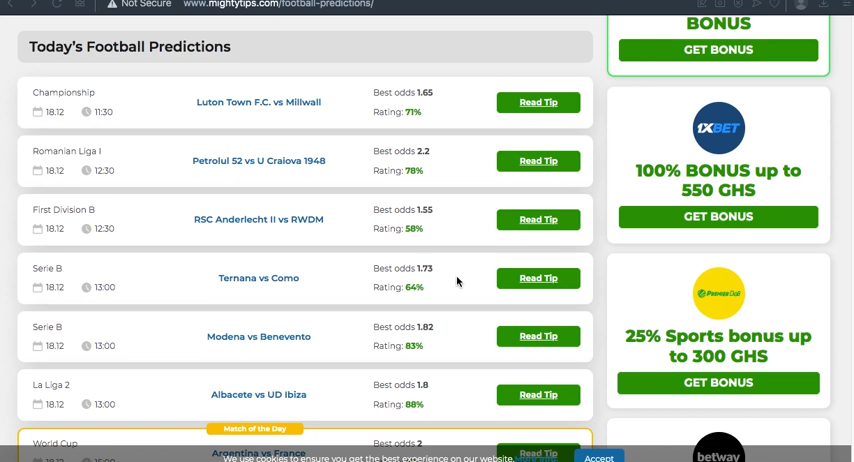 Not Secure
www.mightytips.com/football-predictions/
Today's Football Predictions
Championship
18.12 11:30
Luton Town F.C. vs Millwall
Best odds 1.65
Rating: 71%
Read Tip
Romanian Liga I
18.12 12:30
Petrolul 52 vs U Craiova 1948
Best odds 2.2
Rating: 78%
Read Tip
First Division B
18.12 12:30
RSC Anderlecht II vs RWDM
Best odds 1.55
Rating: 58%
Read Tip
Serie B
18.12 13:00
Ternana vs Como
Best odds 1.73
Rating: 64%
Read Tip
Serie B
18.12 13:00
Modena vs Benevento
Best odds 1.82
Rating: 83%
Read Tip
La Liga 2
18.12 13:00
Albacete vs UD Ibiza
Best odds 1.8
Rating: 88%
Read Tip
Match of the Day
World Cup
18.12 15:00
Argentina vs France
Best odds 2
Read Tip
We use cookies to ensure you get the best experience on our website.
Accept
BONUS
GET BONUS
1XBET
100% BONUS up to
550 GHS
GET BONUS
PREMIER Dali
25% Sports bonus up
to 300 GHS
GET BONUS
betway